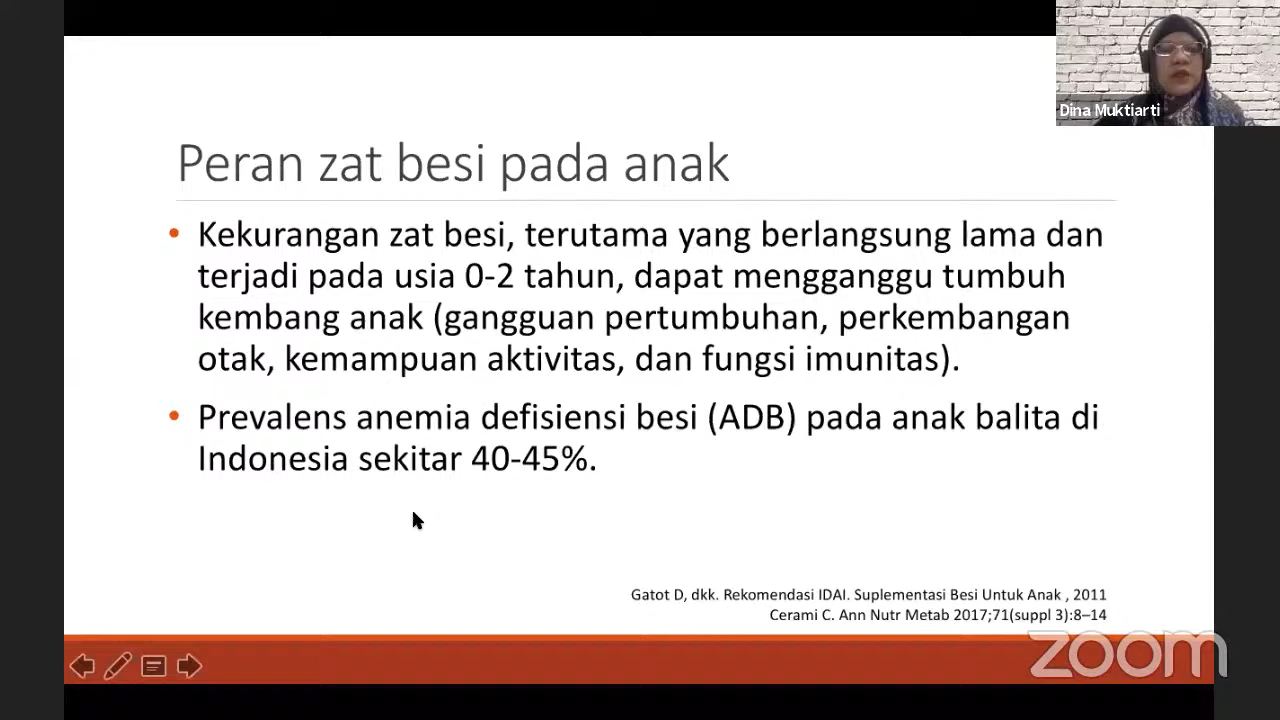 Dina Muktiarti
Peran zat besi pada anak
• Kekurangan zat besi, terutama yang berlangsung lama dan
terjadi pada usia 0-2 tahun, dapat mengganggu tumbuh
kembang anak (gangguan pertumbuhan, perkembangan
otak, kemampuan aktivitas, dan fungsi imunitas).
• Prevalens anemia defisiensi besi (ADB) pada anak balita di
Indonesia sekitar 40-45%.
Gatot D, dkk. Rekomendasi IDAI. Suplementasi Besi Untuk Anak , 2011
Cerami C. Ann Nutr Metab 2017;71(suppl 3):8–14
zoom